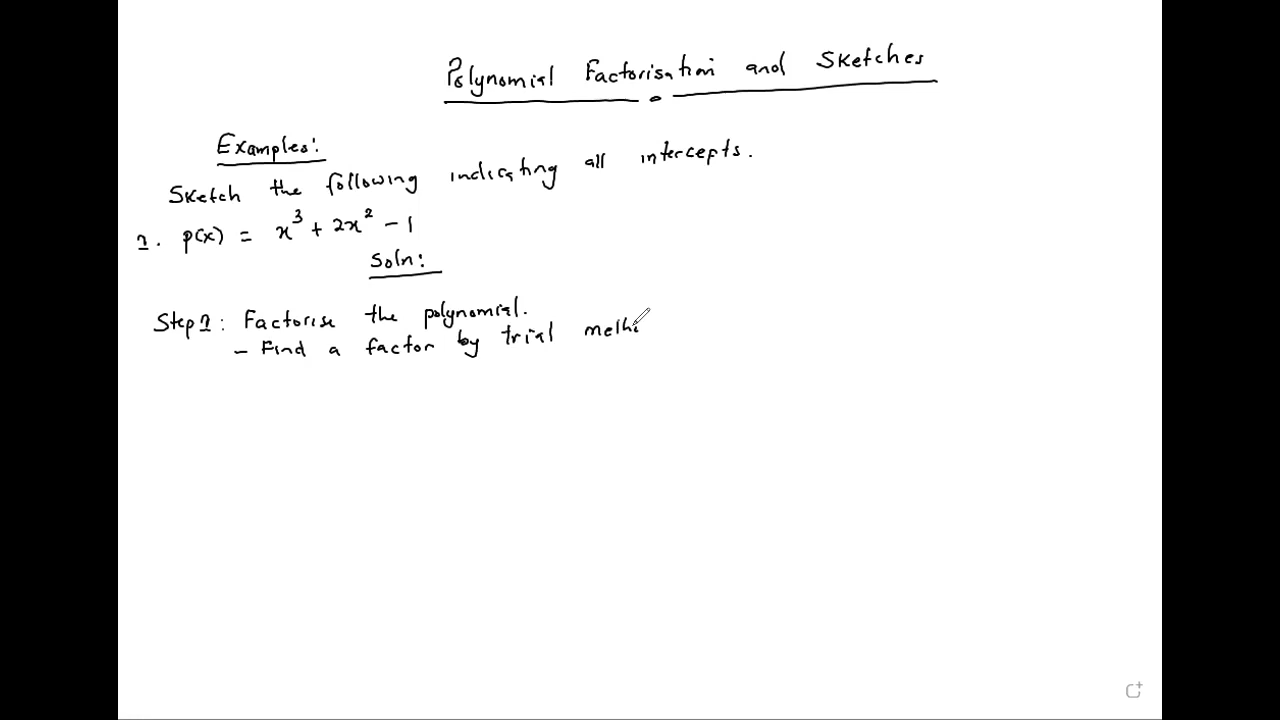 Polynomial Factorisation and Sketches
Examples:
Sketch the following indicating all intercepts.
1. p(x) = x³ + 2x² - 1
Soln:
Step 1: Factorise the polynomial.
- Find a factor by trial meth